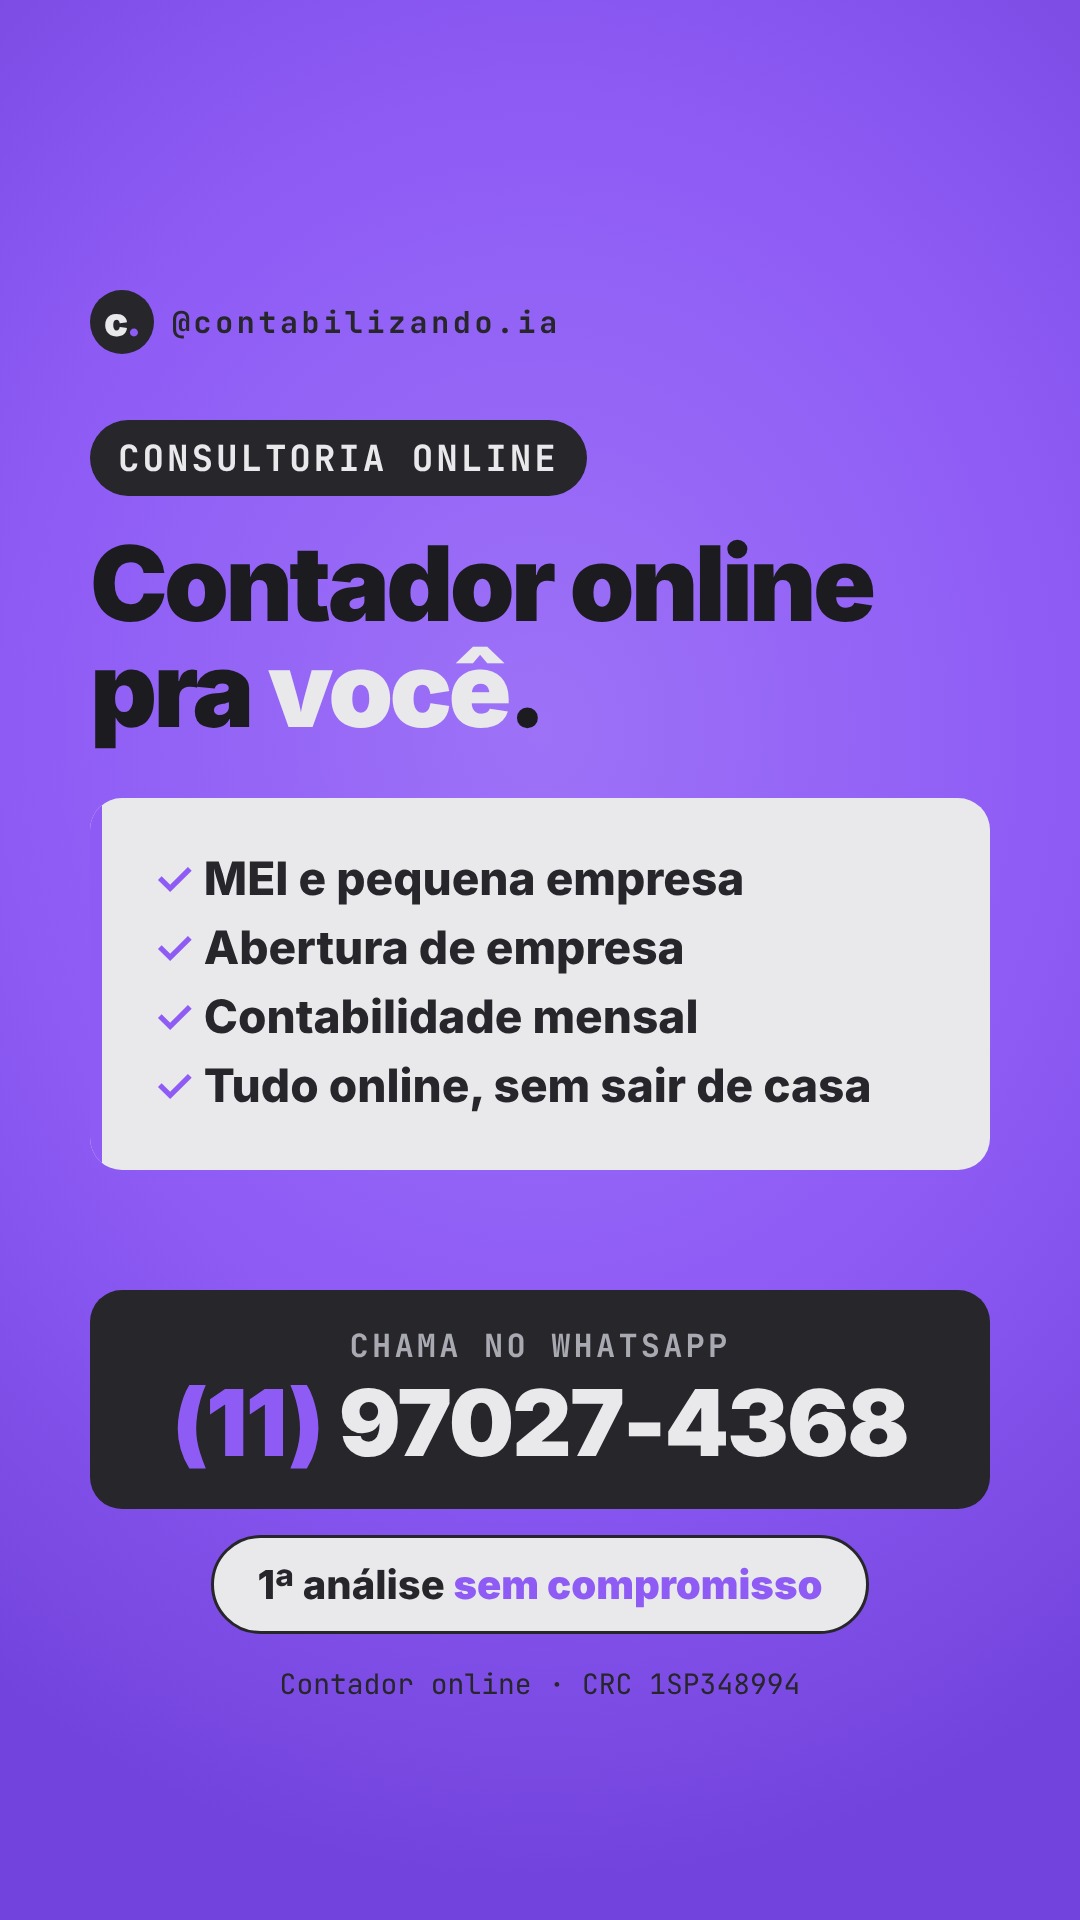 c. @contabilizando.ia
CONSULTORIA ONLINE
Contador online
pra você.
✓ MEI e pequena empresa
✓ Abertura de empresa
✓ Contabilidade mensal
✓ Tudo online, sem sair de casa
CHAMA NO WHATSAPP
(11) 97027-4368
1ª análise sem compromisso
Contador online · CRC 1SP348994